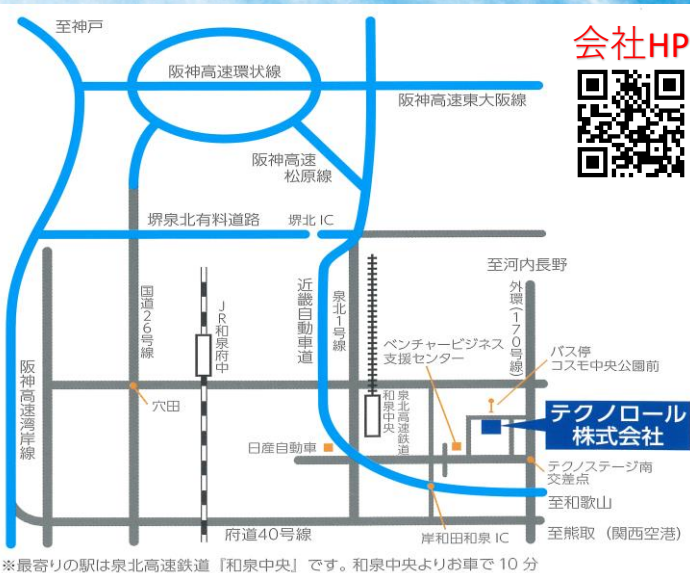 至神戸
会社HP
阪神高速環状線
阪神高速東大阪線
阪神高速
松原線
堺泉北有料道路
堺北 IC
至河内長野
国道26号線
JR和泉府中
近畿自動車道
泉北1号線
外環(170号線)
ベンチャービジネス
支援センター
バス停
コスモ中央公園前
阪神高速湾岸線
穴田
泉北高速鉄道
和泉中央
テクノロール
株式会社
日産自動車
テクノステージ南
交差点
至和歌山
府道40号線
岸和田和泉 IC
至熊取（関西空港）
※最寄りの駅は泉北高速鉄道『和泉中央』です。和泉中央よりお車で 10 分